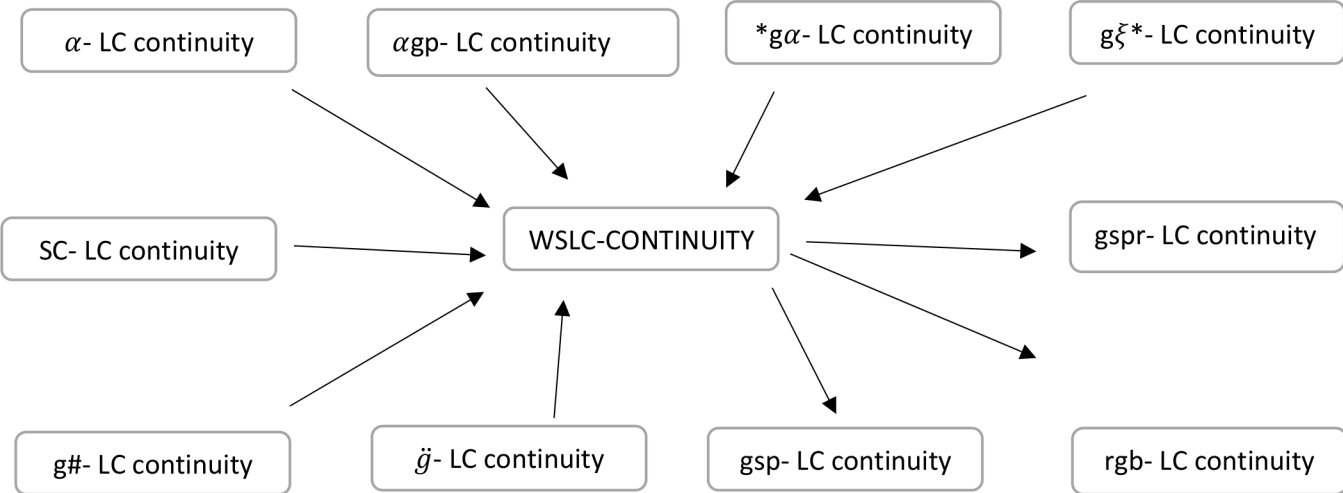 α- LC continuity
αgp- LC continuity
*gα- LC continuity
gξ*- LC continuity
SC- LC continuity
WSLC-CONTINUITY
gspr- LC continuity
g#- LC continuity
g̈- LC continuity
gsp- LC continuity
rgb- LC continuity